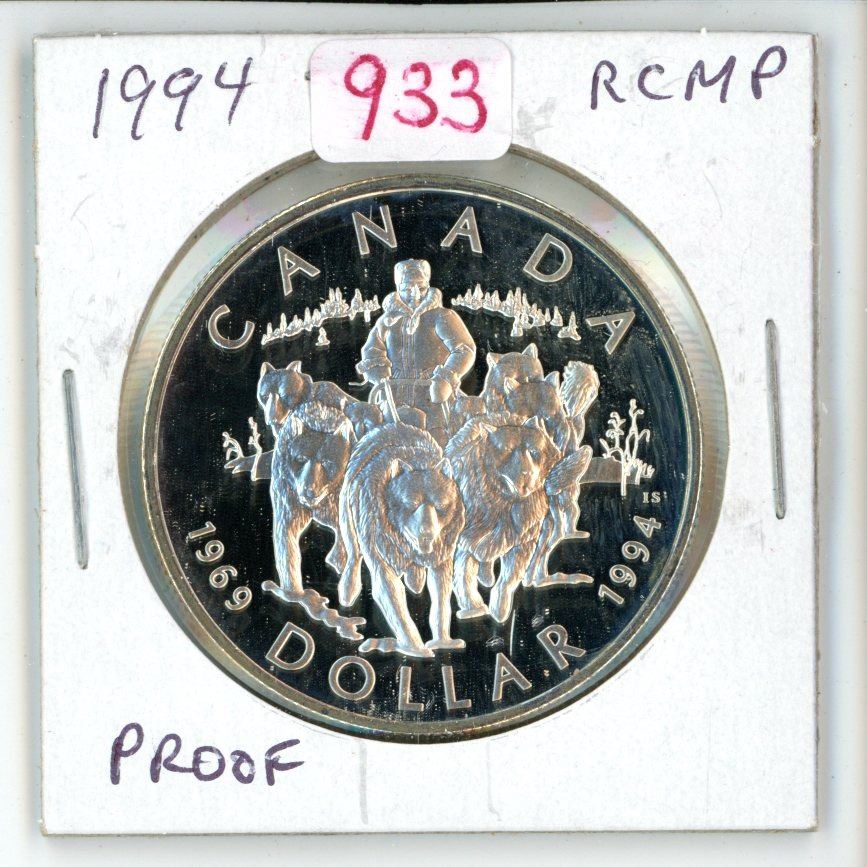 1994 933 RCMP
CANADA
IS
1969 1994
DOLLAR
PROOF